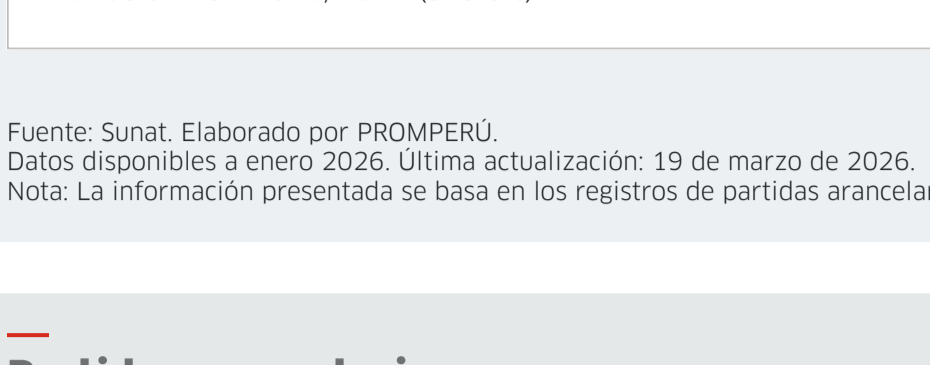 Fuente: Sunat. Elaborado por PROMPERÚ.
Datos disponibles a enero 2026. Última actualización: 19 de marzo de 2026.
Nota: La información presentada se basa en los registros de partidas